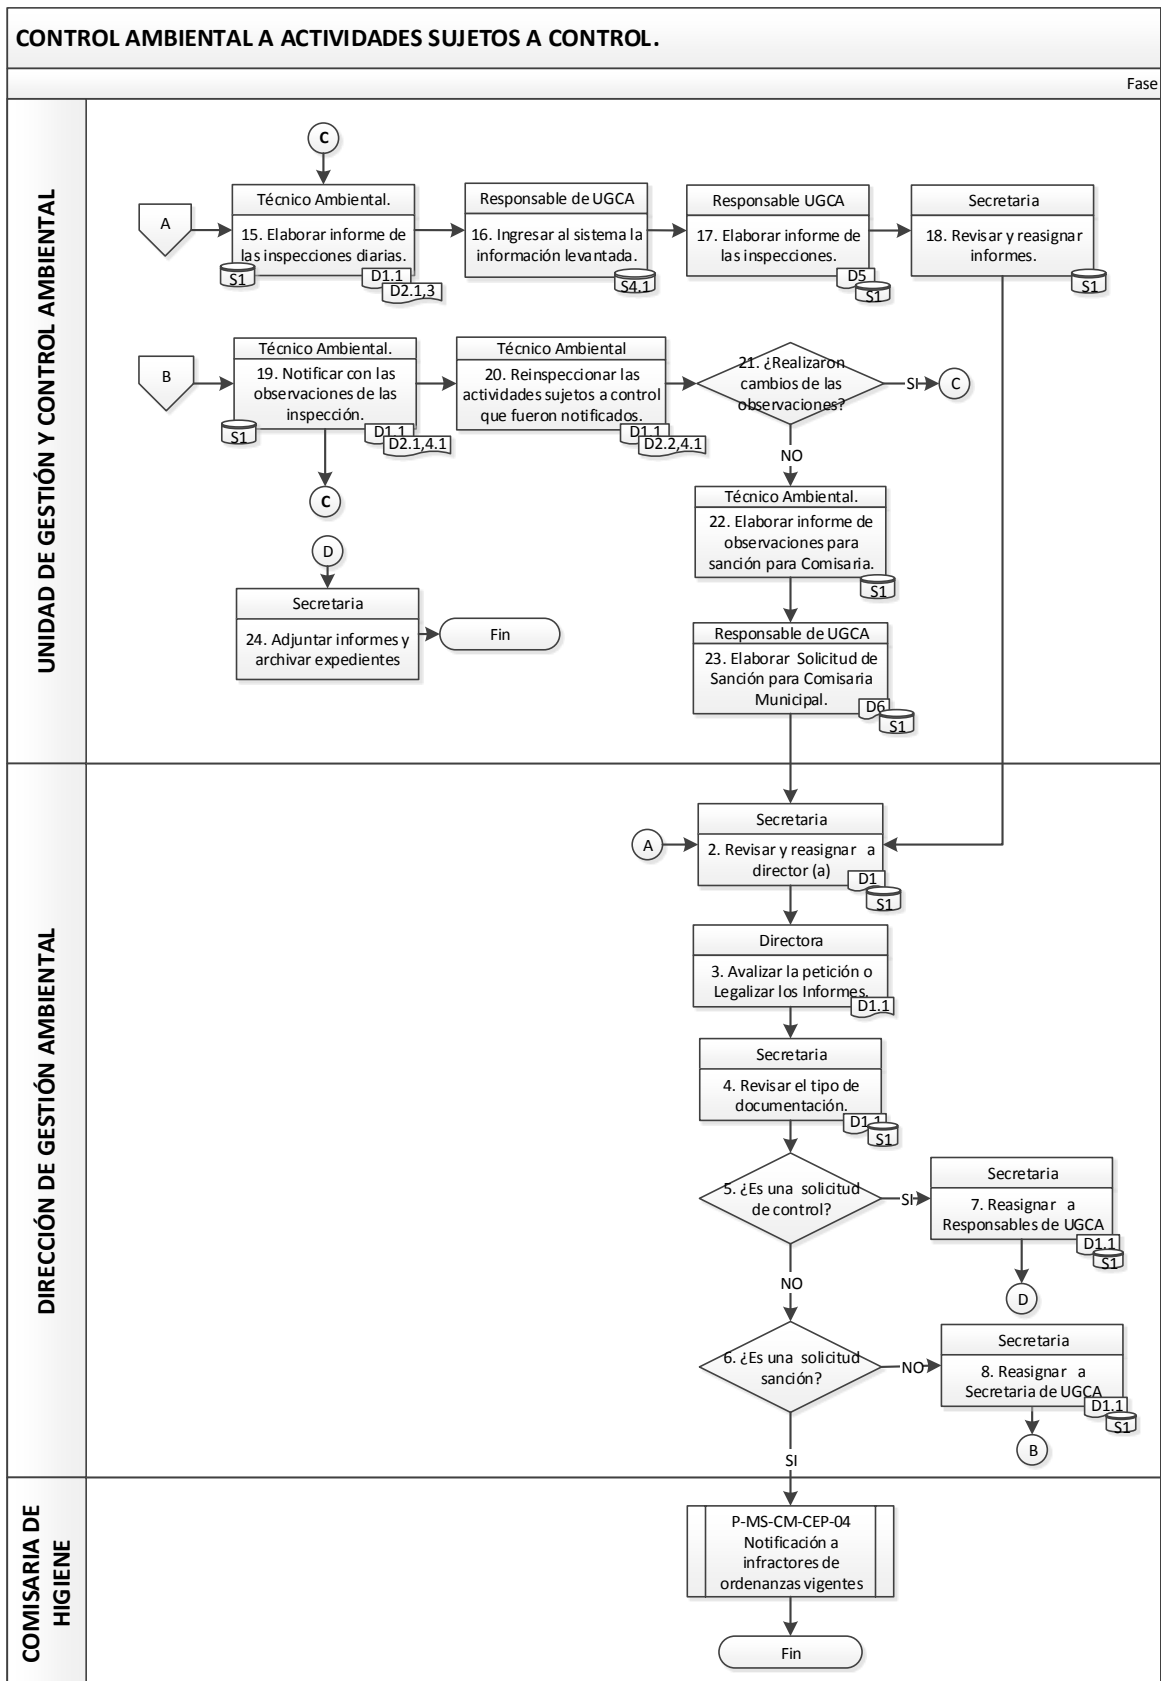 CONTROL AMBIENTAL A ACTIVIDADES SUJETOS A CONTROL.
Fase
UNIDAD DE GESTIÓN Y CONTROL AMBIENTAL
C
A
Técnico Ambiental.
15. Elaborar informe de
las inspecciones diarias.
S1
D1.1
D2.1,3
Responsable de UGCA
16. Ingresar al sistema la
información levantada.
S4.1
Responsable UGCA
17. Elaborar informe de
las inspecciones.
D5
S1
Secretaria
18. Revisar y reasignar
informes.
S1
B
Técnico Ambiental.
19. Notificar con las
observaciones de las
inspección.
S1
D1.1
D2.1,4.1
Técnico Ambiental
20. Reinspeccionar las
actividades sujetos a control
que fueron notificados.
D1.1
D2.2,4.1
21. ¿Realizaron
cambios de las
observaciones?
SI
C
NO
C
Técnico Ambiental.
22. Elaborar informe de
observaciones para
sanción para Comisaria.
S1
D
Secretaria
24. Adjuntar informes y
archivar expedientes
Fin
Responsable de UGCA
23. Elaborar Solicitud de
Sanción para Comisaria
Municipal.
D6
S1
DIRECCIÓN DE GESTIÓN AMBIENTAL
A
Secretaria
2. Revisar y reasignar a
director (a)
D1
S1
Directora
3. Avalizar la petición o
Legalizar los Informes.
D1.1
Secretaria
4. Revisar el tipo de
documentación.
D1.1
S1
5. ¿Es una solicitud
de control?
SI
Secretaria
7. Reasignar a
Responsables de UGCA
D1.1
S1
D
NO
6. ¿Es una solicitud
sanción?
NO
Secretaria
8. Reasignar a
Secretaria de UGCA
D1.1
S1
B
SI
COMISARIA DE
HIGIENE
P-MS-CM-CEP-04
Notificación a
infractores de
ordenanzas vigentes
Fin